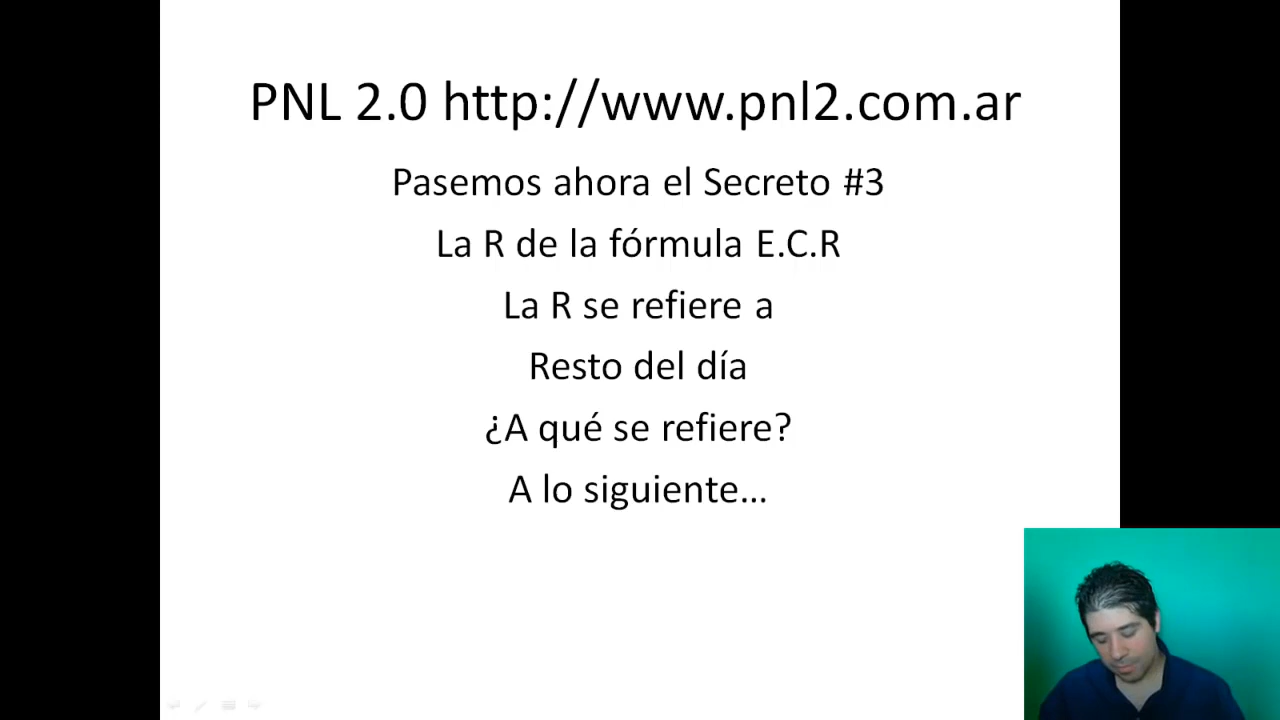 PNL 2.0 http://www.pnl2.com.ar
Pasemos ahora el Secreto #3
La R de la fórmula E.C.R
La R se refiere a
Resto del día
¿A qué se refiere?
A lo siguiente...